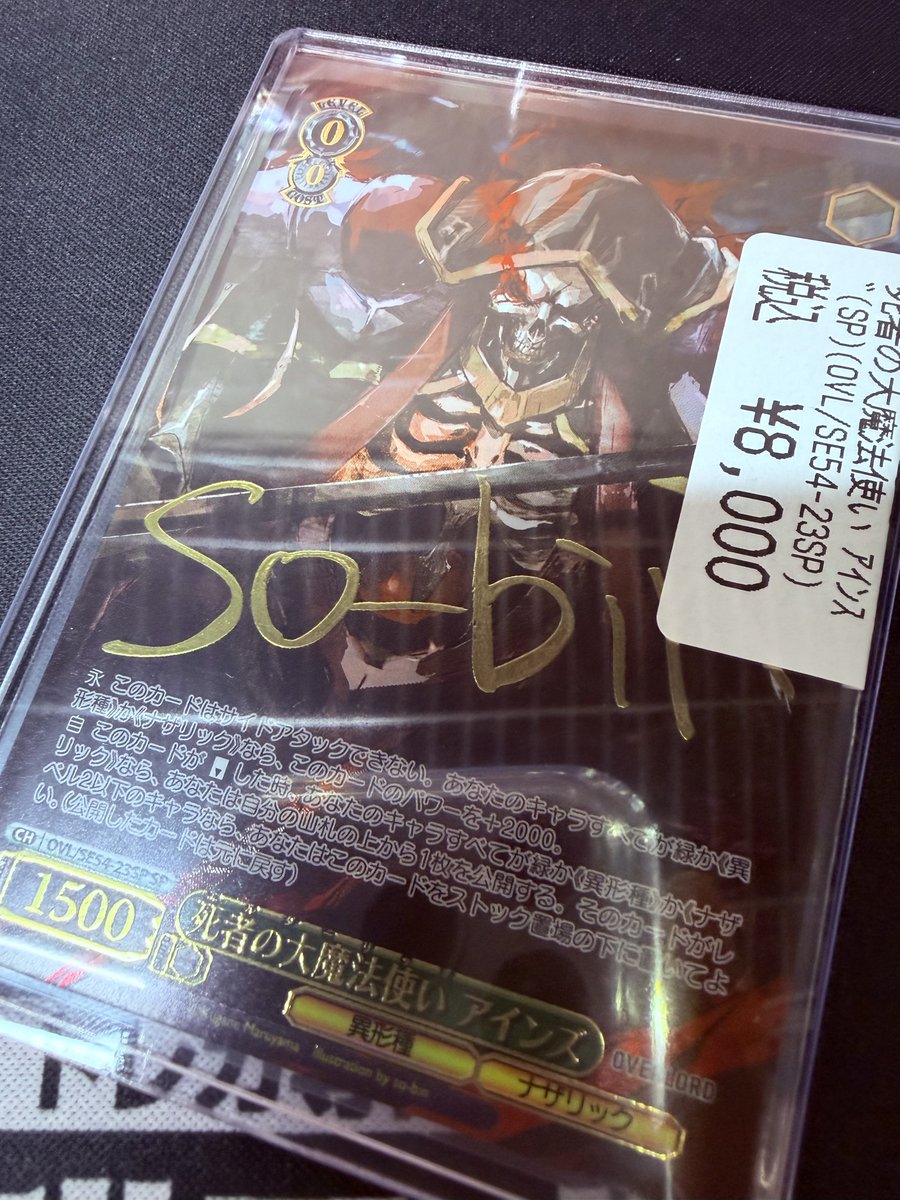 LEVEL
0
0
COST
死者の大魔法使い アインズ
"(SP)(OVL/SE54-23SP)
税込 ¥8,000
So-bin
永 このカードはサイドアタックできない。あなたのキャラすべてが緑か《異
形種》か《ナザリック》なら、このカードのパワーを+2000。
このカードが した時、あなたのキャラすべてが緑か《異形種》か《ナザ
リック》なら、あなたは自分の山札の上から1枚を公開する。そのカードがレ
ベル2以下のキャラなら、あなたはこのカードをストック置場の下に置いてよ
い。(公開したカードは元に戻す)
CH OVL/SE54-23SP SP
1500
死者の大魔法使い アインズ
異形種
ナザリック
Maruyama illustration by so-bin
OVERLORD